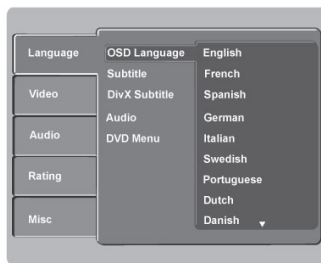 Language
Video
Audio
Rating
Misc
OSD Language
Subtitle
DivX Subtitle
Audio
DVD Menu
English
French
Spanish
German
Italian
Swedish
Portuguese
Dutch
Danish